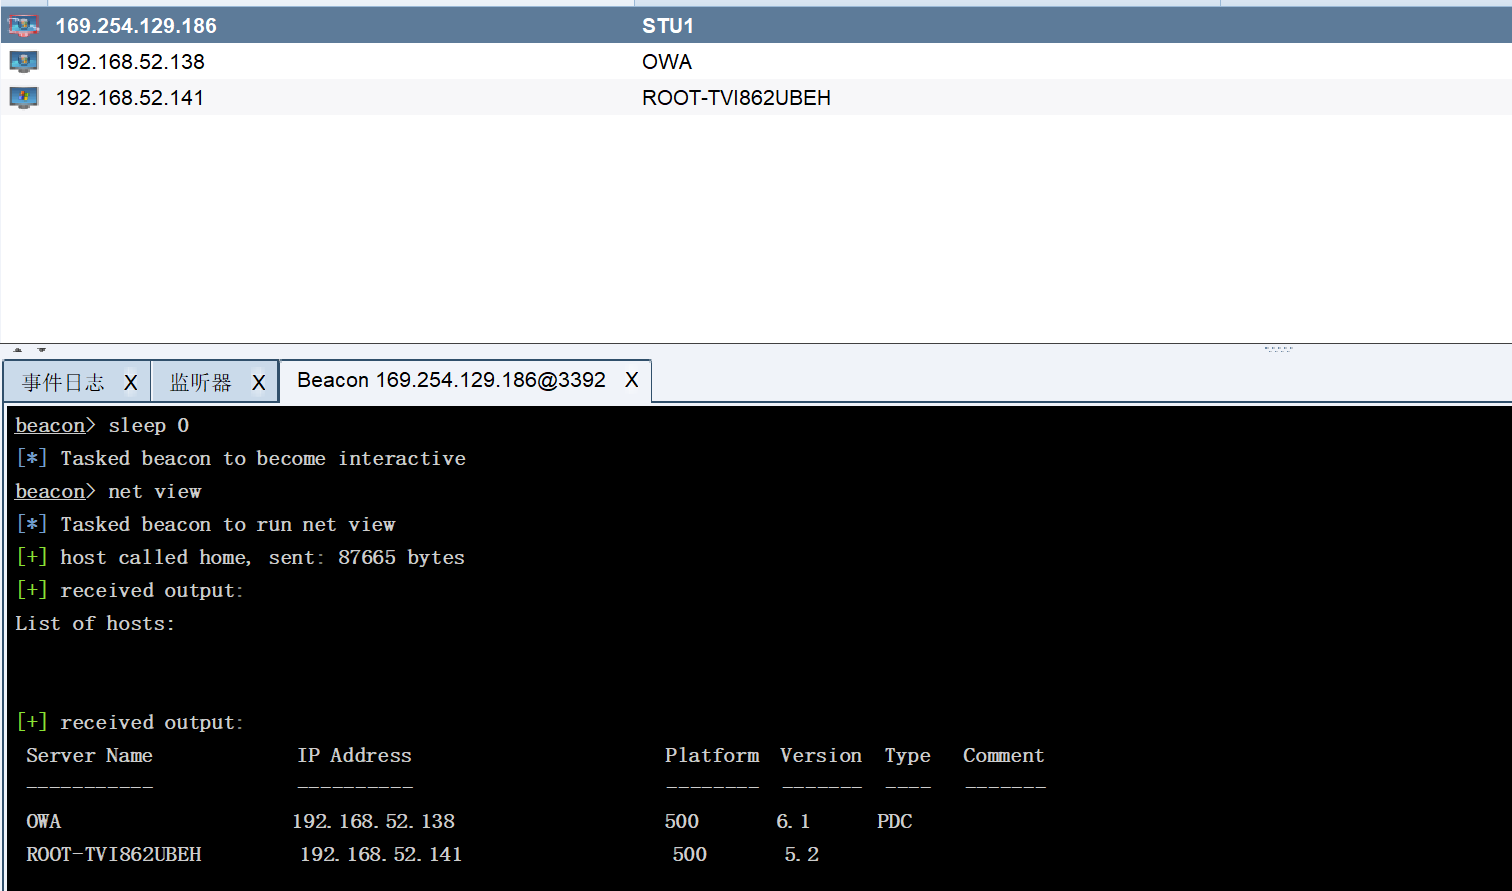 169.254.129.186 STU1
192.168.52.138 OWA
192.168.52.141 ROOT-TVI862UBEH
事件日志 X 监听器 X Beacon 169.254.129.186@3392 X
beacon> sleep 0
[*] Tasked beacon to become interactive
beacon> net view
[*] Tasked beacon to run net view
[+] host called home, sent: 87665 bytes
[+] received output:
List of hosts:
[+] received output:
Server Name IP Address Platform Version Type Comment
----------- ---------- -------- ------- ---- -------
OWA 192.168.52.138 500 6.1 PDC
ROOT-TVI862UBEH 192.168.52.141 500 5.2